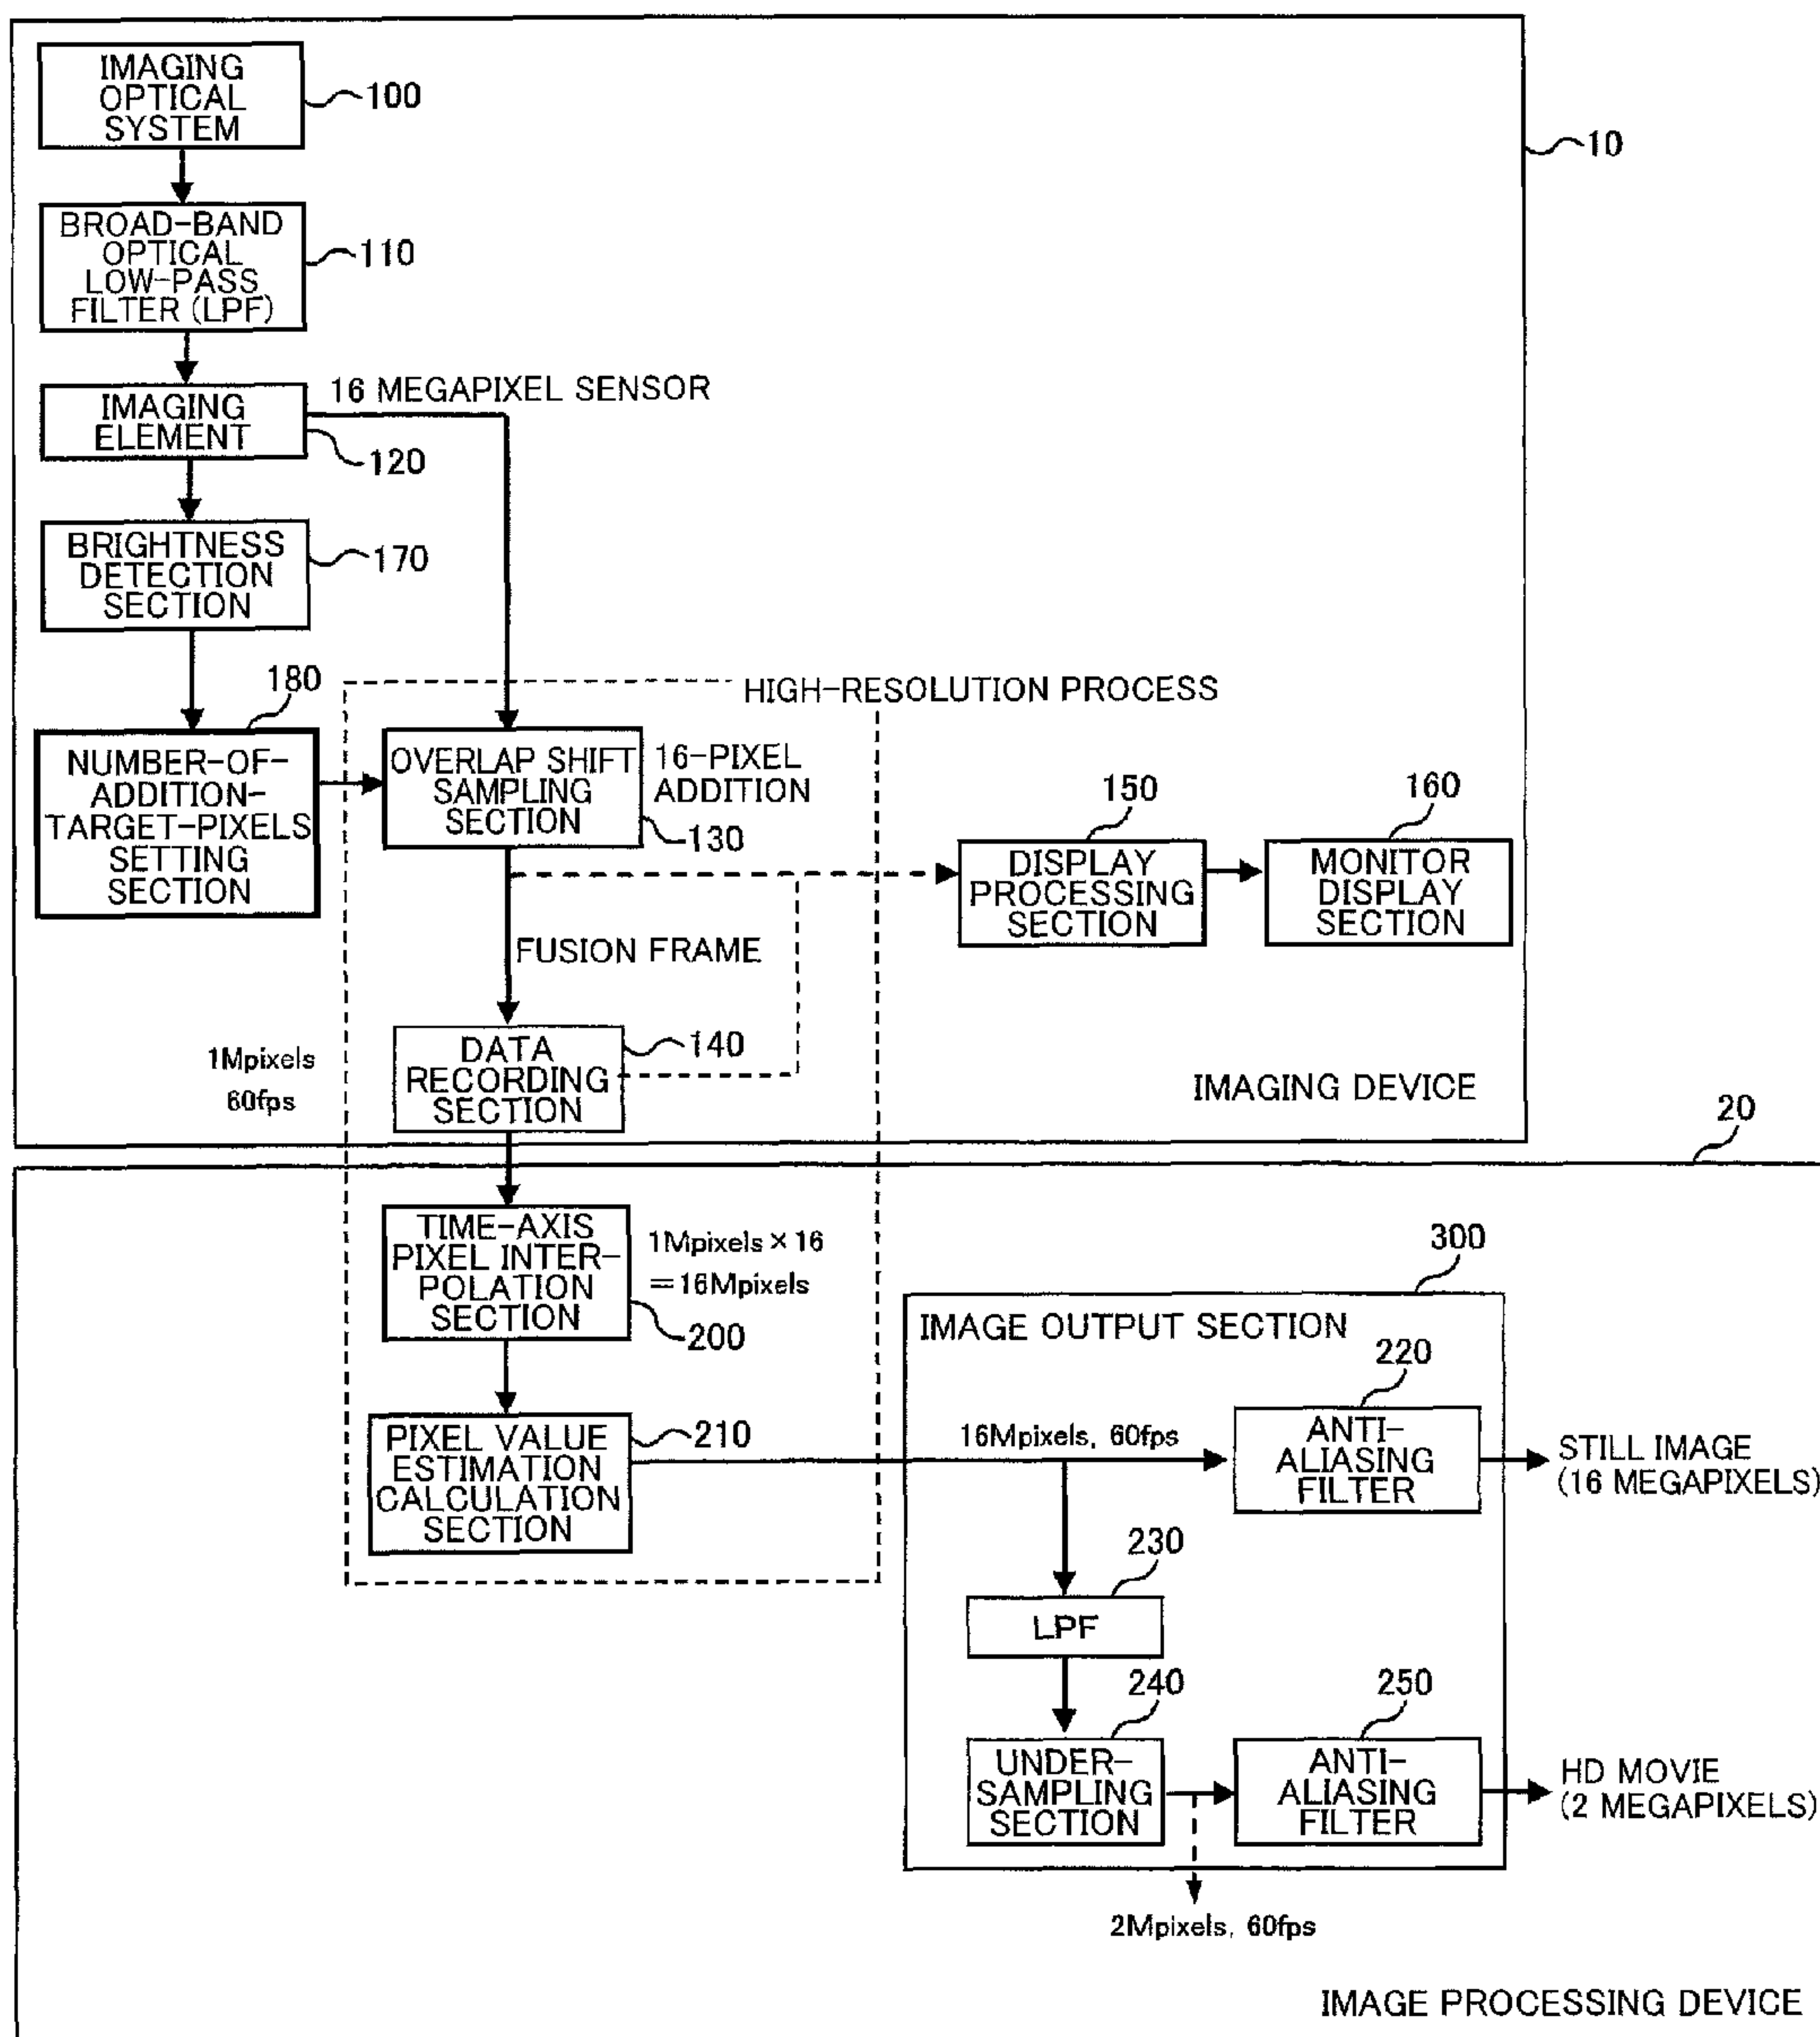 IMAGING
OPTICAL
SYSTEM
100
10
BROAD-BAND
OPTICAL
LOW-PASS
FILTER (LPF)
110
IMAGING
ELEMENT
120
16 MEGAPIXEL SENSOR
BRIGHTNESS
DETECTION
SECTION
170
180
NUMBER-OF-
ADDITION-
TARGET-PIXELS
SETTING
SECTION
HIGH-RESOLUTION PROCESS
OVERLAP SHIFT
SAMPLING
SECTION
130
16-PIXEL
ADDITION
150
DISPLAY
PROCESSING
SECTION
160
MONITOR
DISPLAY
SECTION
FUSION FRAME
1Mpixels
60fps
DATA
RECORDING
SECTION
140
IMAGING DEVICE
20
TIME-AXIS
PIXEL INTER-
POLATION
SECTION
200
1Mpixels × 16
=16Mpixels
PIXEL VALUE
ESTIMATION
CALCULATION
SECTION
210
300
IMAGE OUTPUT SECTION
16Mpixels, 60fps
220
ANTI-
ALIASING
FILTER
STILL IMAGE
(16 MEGAPIXELS)
230
LPF
240
UNDER-
SAMPLING
SECTION
250
ANTI-
ALIASING
FILTER
HD MOVIE
(2 MEGAPIXELS)
2Mpixels, 60fps
IMAGE PROCESSING DEVICE